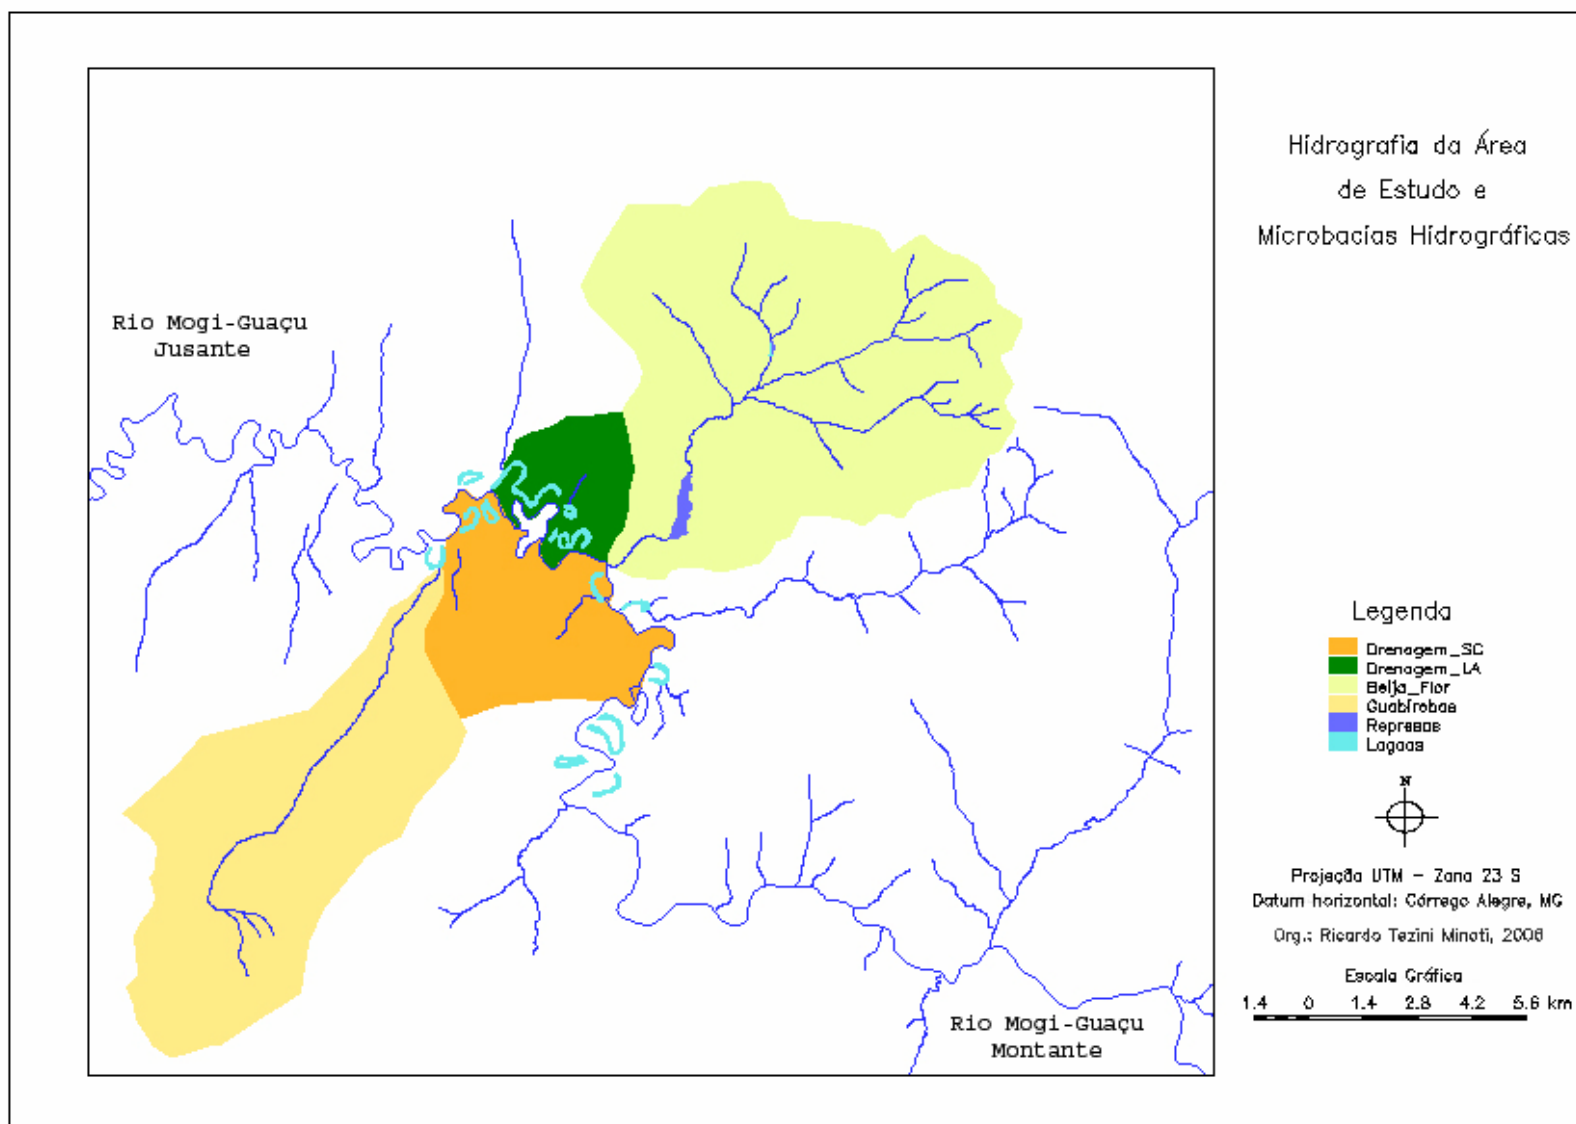 Hidrografia da Área
de Estudo e
Microbacias Hidrográficas
Rio Mogi-Guaçu
Jusante
Rio Mogi-Guaçu
Montante
Legenda
Drenagem_SC
Drenagem_LA
Beija_Flor
Guabirobas
Represas
Lagoas
N
Projeção UTM - Zona 23 S
Datum horizontal: Córrego Alegre, MG
Org.: Ricardo Tezini Minoti, 2006
Escala Gráfica
1.4 0 1.4 2.8 4.2 5.6 km